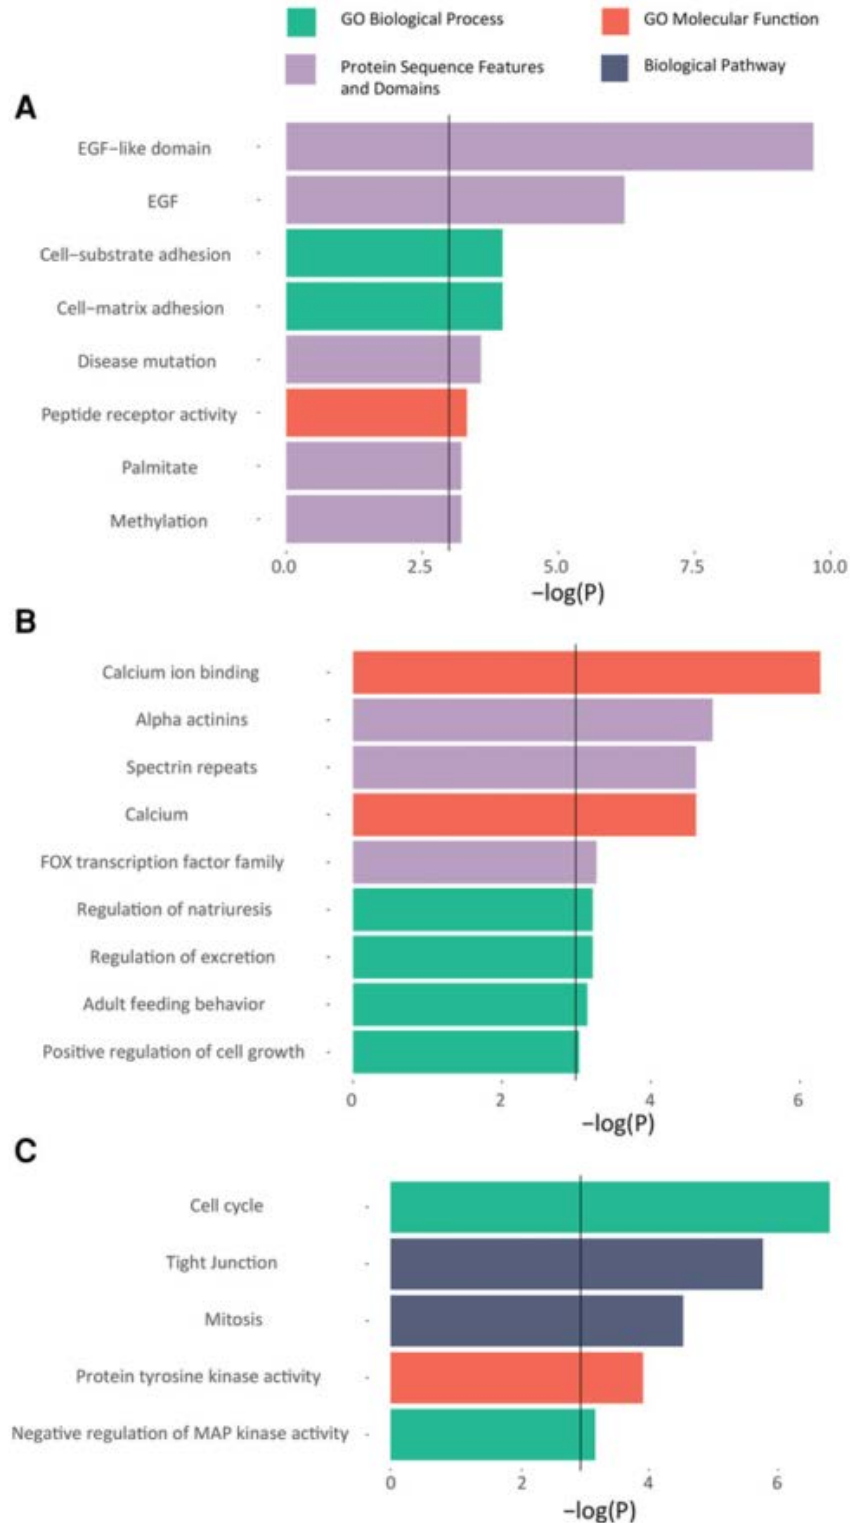 GO Biological Process
GO Molecular Function
Protein Sequence Features
and Domains
Biological Pathway
A
EGF–like domain
EGF
Cell–substrate adhesion
Cell–matrix adhesion
Disease mutation
Peptide receptor activity
Palmitate
Methylation
0.0 2.5 5.0 7.5 10.0
–log(P)
B
Calcium ion binding
Alpha actinins
Spectrin repeats
Calcium
FOX transcription factor family
Regulation of natriuresis
Regulation of excretion
Adult feeding behavior
Positive regulation of cell growth
0 2 4 6
–log(P)
C
Cell cycle
Tight Junction
Mitosis
Protein tyrosine kinase activity
Negative regulation of MAP kinase activity
0 2 4 6
–log(P)